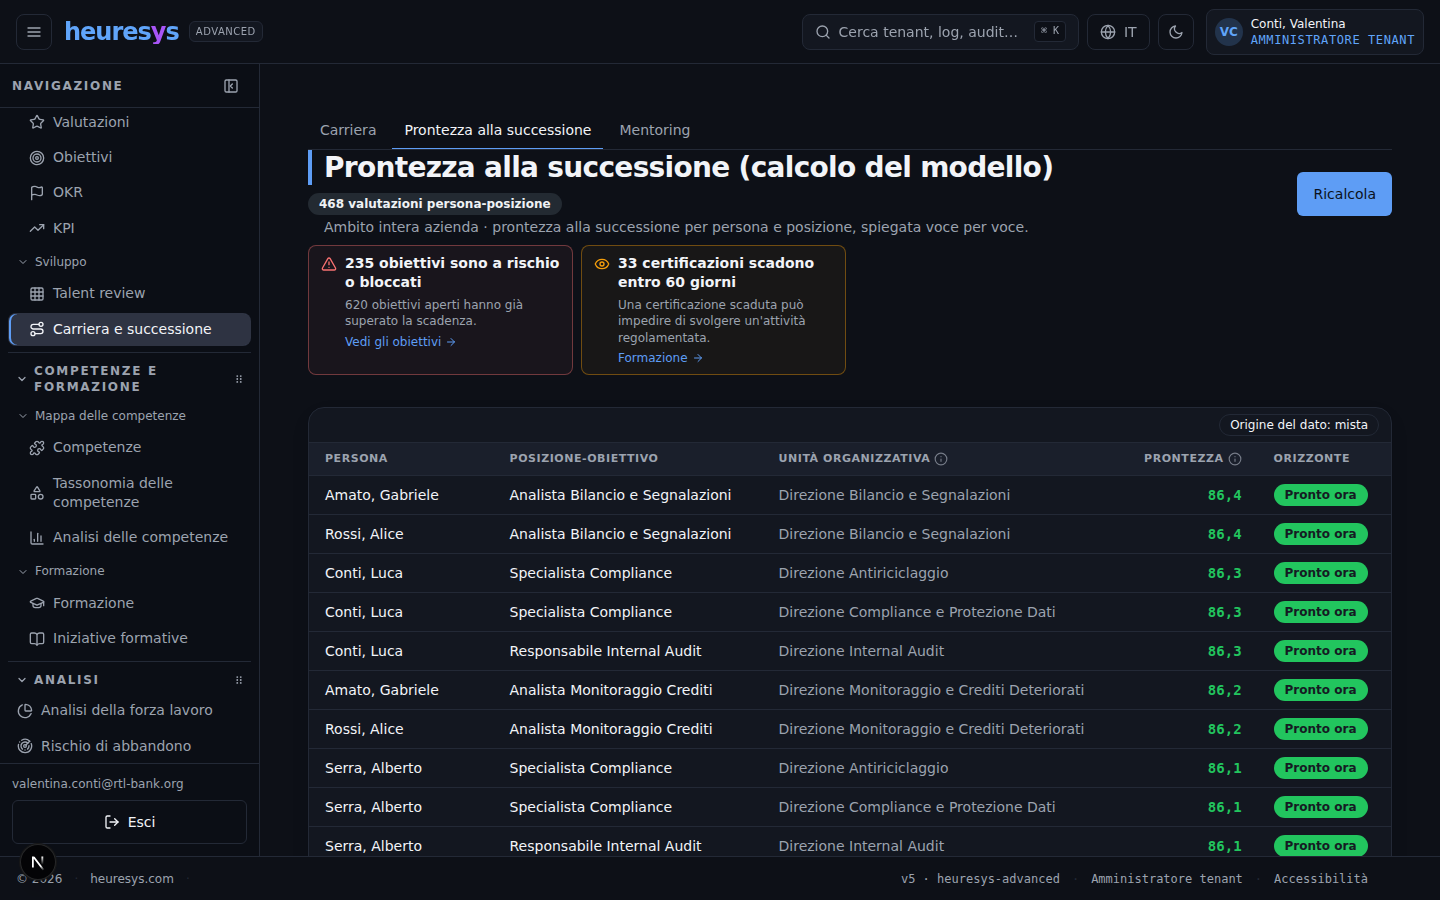 heuresys
ADVANCED
Cerca tenant, log, audit...
⌘ K
IT
VC
Conti, Valentina
AMMINISTRATORE TENANT
NAVIGAZIONE
Valutazioni
Obiettivi
OKR
KPI
Sviluppo
Talent review
Carriera e successione
COMPETENZE E
FORMAZIONE
Mappa delle competenze
Competenze
Tassonomia delle
competenze
Analisi delle competenze
Formazione
Formazione
Iniziative formative
ANALISI
Analisi della forza lavoro
Rischio di abbandono
valentina.conti@rtl-bank.org
Esci
Carriera
Prontezza alla successione
Mentoring
Prontezza alla successione (calcolo del modello)
468 valutazioni persona-posizione
Ambito intera azienda · prontezza alla successione per persona e posizione, spiegata voce per voce.
Ricalcola
235 obiettivi sono a rischio
o bloccati
620 obiettivi aperti hanno già
superato la scadenza.
Vedi gli obiettivi →
33 certificazioni scadono
entro 60 giorni
Una certificazione scaduta può
impedire di svolgere un'attività
regolamentata.
Formazione →
Origine del dato: mista
PERSONA POSIZIONE-OBIETTIVO UNITÀ ORGANIZZATIVA PRONTEZZA ORIZZONTE
Amato, Gabriele Analista Bilancio e Segnalazioni Direzione Bilancio e Segnalazioni 86,4 Pronto ora
Rossi, Alice Analista Bilancio e Segnalazioni Direzione Bilancio e Segnalazioni 86,4 Pronto ora
Conti, Luca Specialista Compliance Direzione Antiriciclaggio 86,3 Pronto ora
Conti, Luca Specialista Compliance Direzione Compliance e Protezione Dati 86,3 Pronto ora
Conti, Luca Responsabile Internal Audit Direzione Internal Audit 86,3 Pronto ora
Amato, Gabriele Analista Monitoraggio Crediti Direzione Monitoraggio e Crediti Deteriorati 86,2 Pronto ora
Rossi, Alice Analista Monitoraggio Crediti Direzione Monitoraggio e Crediti Deteriorati 86,2 Pronto ora
Serra, Alberto Specialista Compliance Direzione Antiriciclaggio 86,1 Pronto ora
Serra, Alberto Specialista Compliance Direzione Compliance e Protezione Dati 86,1 Pronto ora
Serra, Alberto Responsabile Internal Audit Direzione Internal Audit 86,1 Pronto ora
N
© 2026 · heuresys.com ·
v5 · heuresys-advanced · Amministratore tenant · Accessibilità